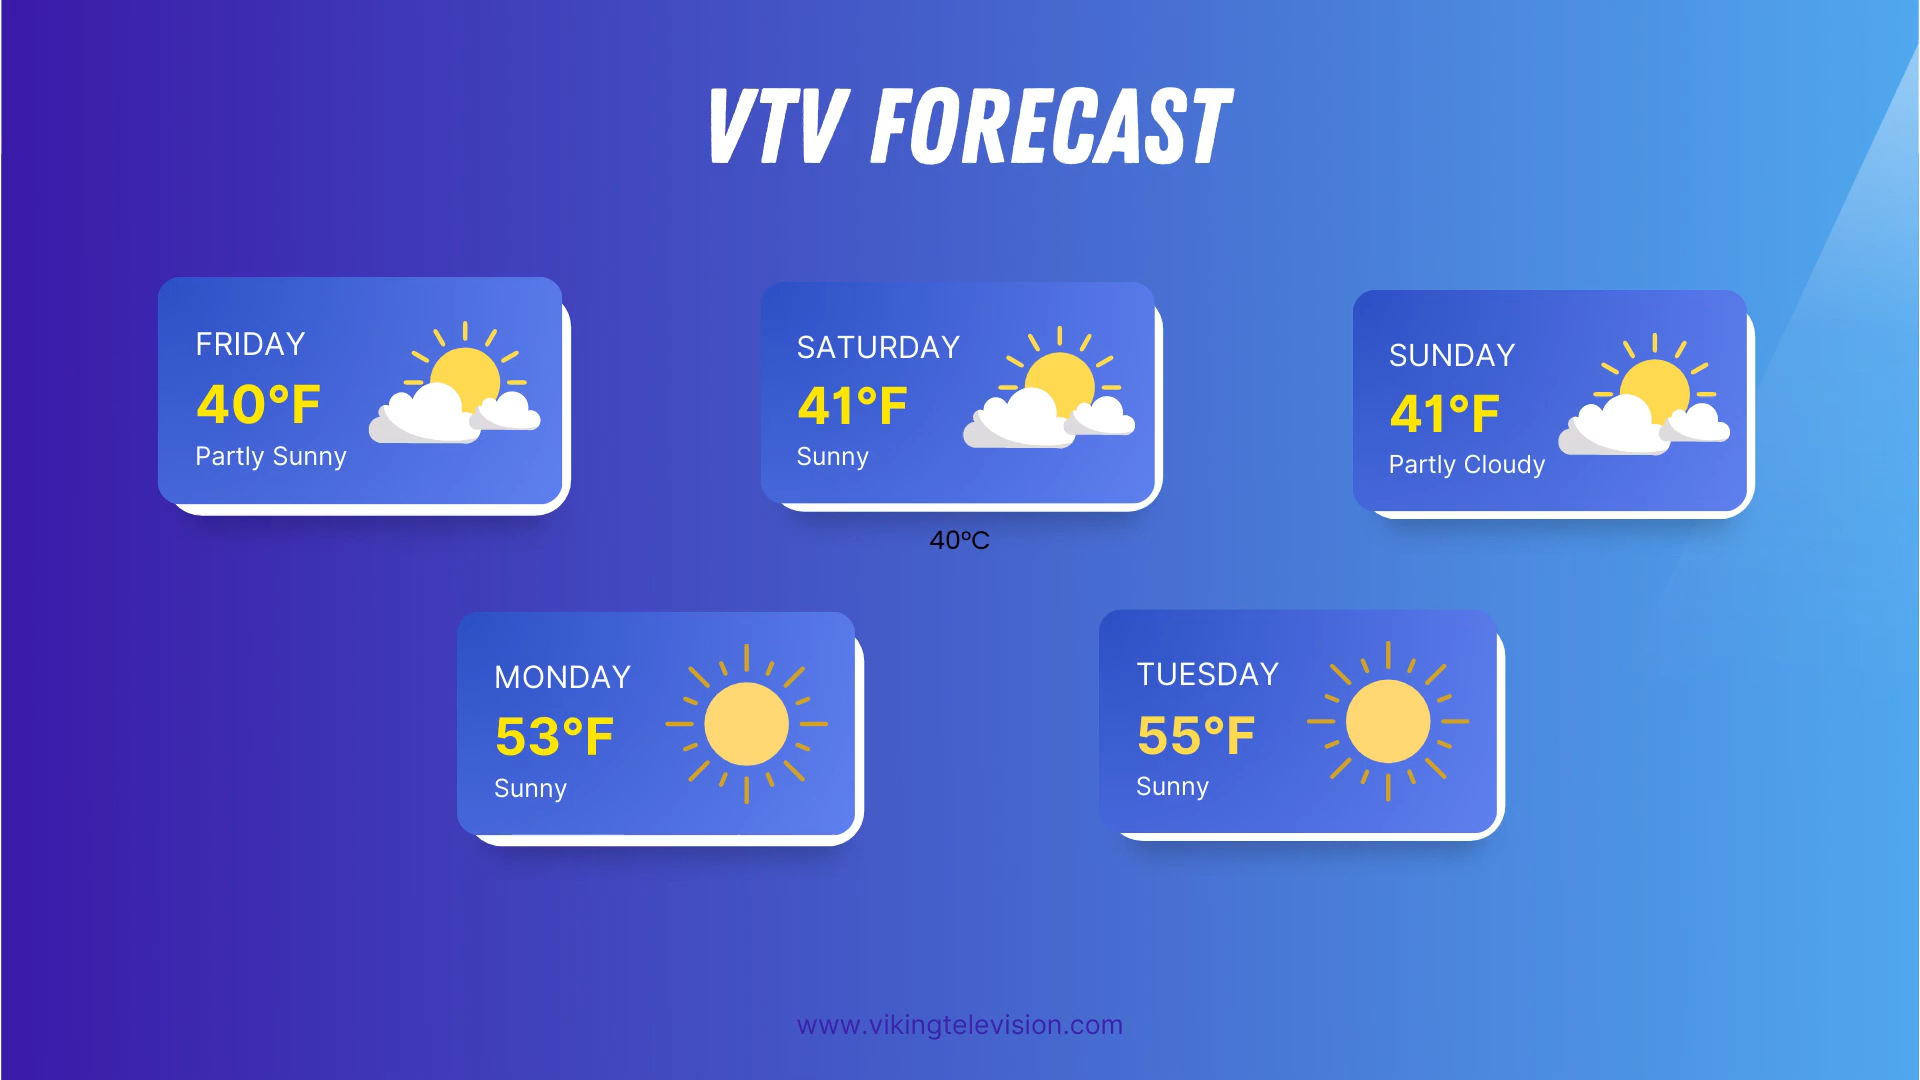 VTV FORECAST
FRIDAY
40°F
Partly Sunny
SATURDAY
41°F
Sunny
SUNDAY
41°F
Partly Cloudy
40°C
MONDAY
53°F
Sunny
TUESDAY
55°F
Sunny
www.vikingtelevision.com